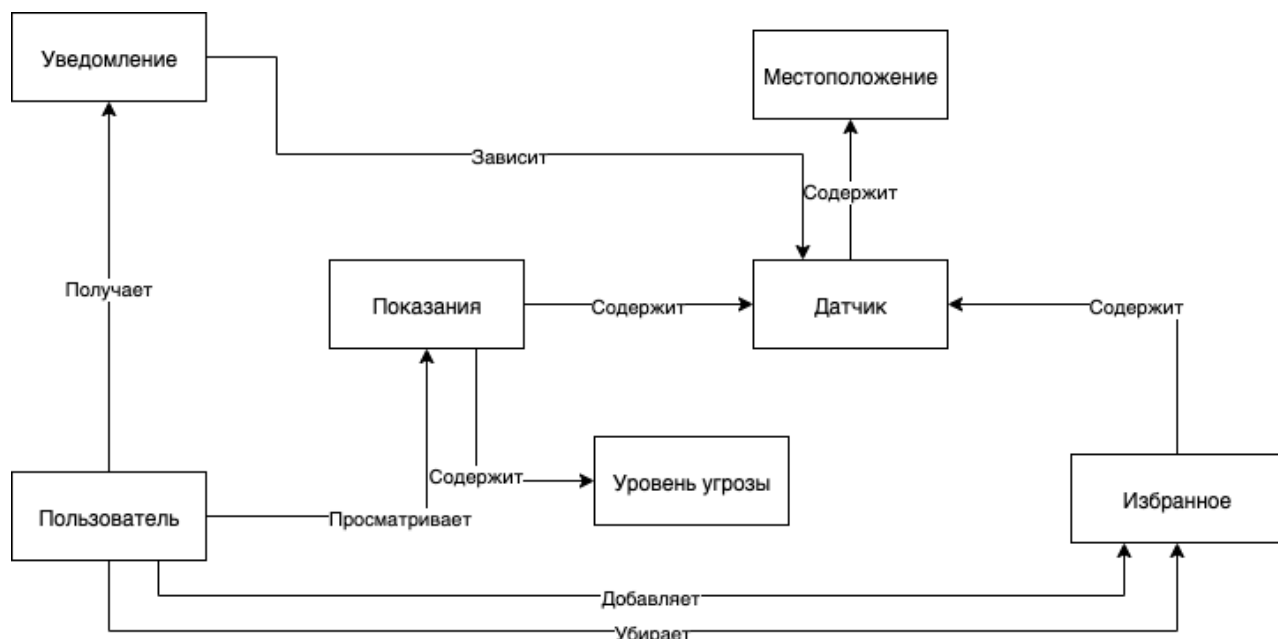 Уведомление
Местоположение
Зависит
Содержит
Получает
Показания
Содержит
Датчик
Содержит
Содержит
Уровень угрозы
Избранное
Пользователь
Просматривает
Добавляет
Убирает